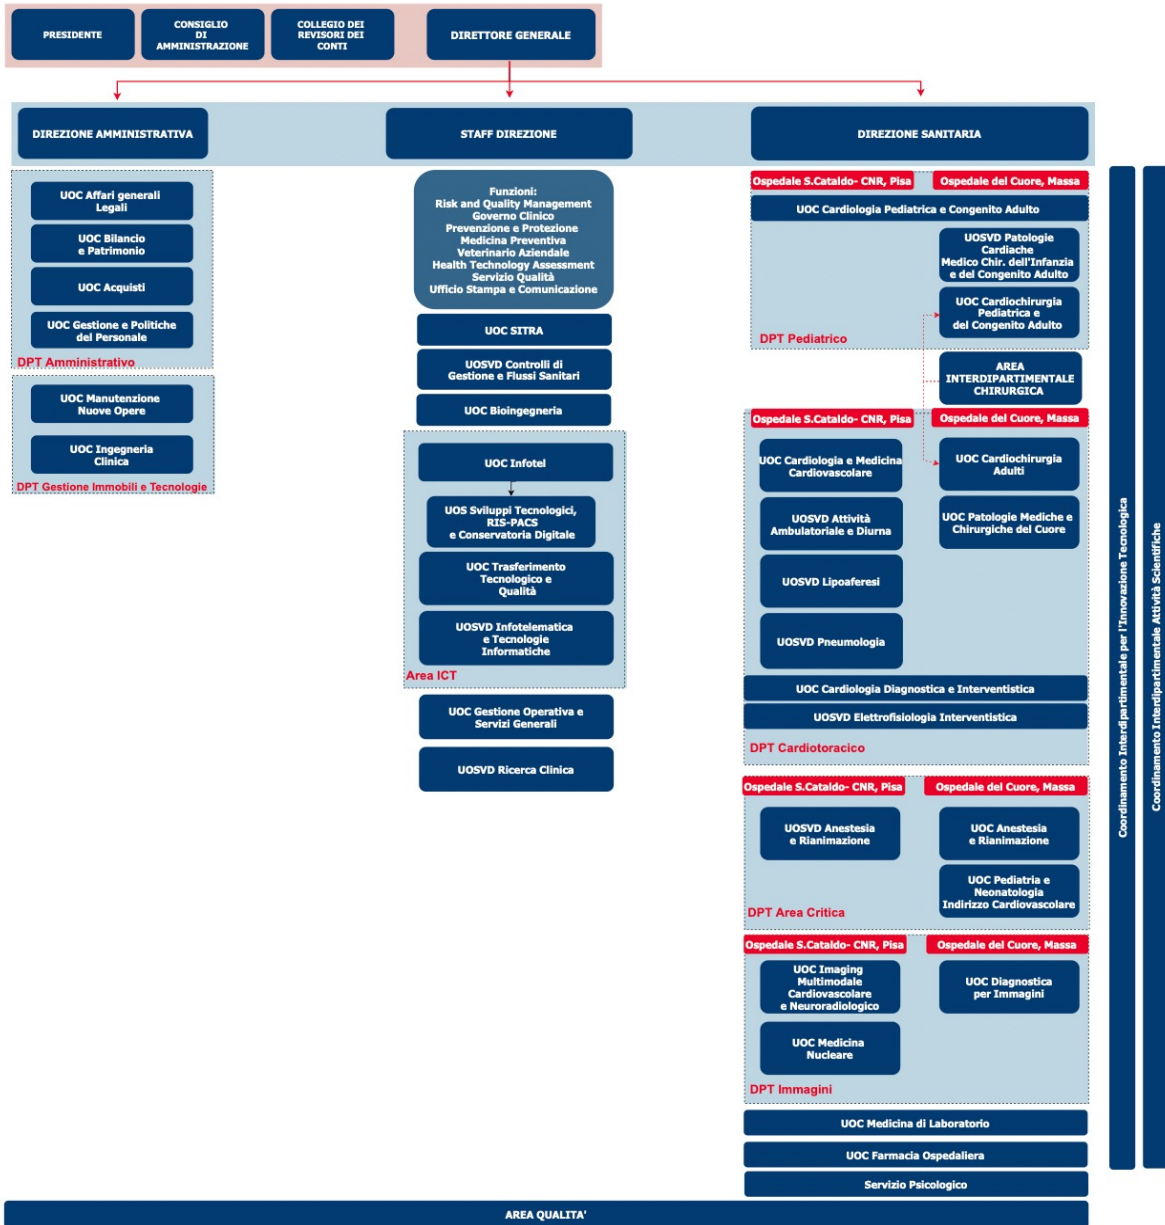 PRESIDENTE
CONSIGLIO
DI
AMMINISTRAZIONE
COLLEGIO DEI
REVISORI DEI
CONTI
DIRETTORE GENERALE
DIREZIONE AMMINISTRATIVA
STAFF DIREZIONE
DIREZIONE SANITARIA
UOC Affari generali
Legali
UOC Bilancio
e Patrimonio
UOC Acquisti
UOC Gestione e Politiche
del Personale
DPT Amministrativo
UOC Manutenzione
Nuove Opere
UOC Ingegneria
Clinica
DPT Gestione Immobili e Tecnologie
Funzioni:
Risk and Quality Management
Governo Clinico
Prevenzione e Protezione
Medicina Preventiva
Veterinario Aziendale
Health Technology Assessment
Servizio Qualità
Ufficio Stampa e Comunicazione
UOC SITRA
UOSVD Controlli di
Gestione e Flussi Sanitari
UOC Bioingegneria
UOC Infotel
UOS Sviluppi Tecnologici,
RIS-PACS
e Conservatoria Digitale
UOC Trasferimento
Tecnologico e
Qualità
UOSVD Infotelematica
e Tecnologie
Informatiche
Area ICT
UOC Gestione Operativa e
Servizi Generali
UOSVD Ricerca Clinica
Ospedale S.Cataldo- CNR, Pisa
Ospedale del Cuore, Massa
UOC Cardiologia Pediatrica e Congenito Adulto
UOSVD Patologie
Cardiache
Medico Chir. dell'Infanzia
e del Congenito Adulto
UOC Cardiochirurgia
Pediatrica e
del Congenito Adulto
DPT Pediatrico
AREA
INTERDIPARTIMENTALE
CHIRURGICA
Ospedale S.Cataldo- CNR, Pisa
Ospedale del Cuore, Massa
UOC Cardiologia e Medicina
Cardiovascolare
UOC Cardiochirurgia
Adulti
UOSVD Attività
Ambulatoriale e Diurna
UOC Patologie Mediche e
Chirurgiche del Cuore
UOSVD Lipoaferesi
UOSVD Pneumologia
UOC Cardiologia Diagnostica e Interventistica
UOSVD Elettrofisiologia Interventistica
DPT Cardiotoracico
Ospedale S.Cataldo- CNR, Pisa
Ospedale del Cuore, Massa
UOSVD Anestesia
e Rianimazione
UOC Anestesia
e Rianimazione
UOC Pediatria e
Neonatologia
Indirizzo Cardiovascolare
DPT Area Critica
Ospedale S.Cataldo- CNR, Pisa
Ospedale del Cuore, Massa
UOC Imaging
Multimodale
Cardiovascolare
e Neuroradiologico
UOC Diagnostica
per Immagini
UOC Medicina
Nucleare
DPT Immagini
UOC Medicina di Laboratorio
UOC Farmacia Ospedaliera
Servizio Psicologico
Coordinamento Interdipartimentale per l'Innovazione Tecnologica
Coordinamento Interdipartimentale Attività Scientifiche
AREA QUALITA'